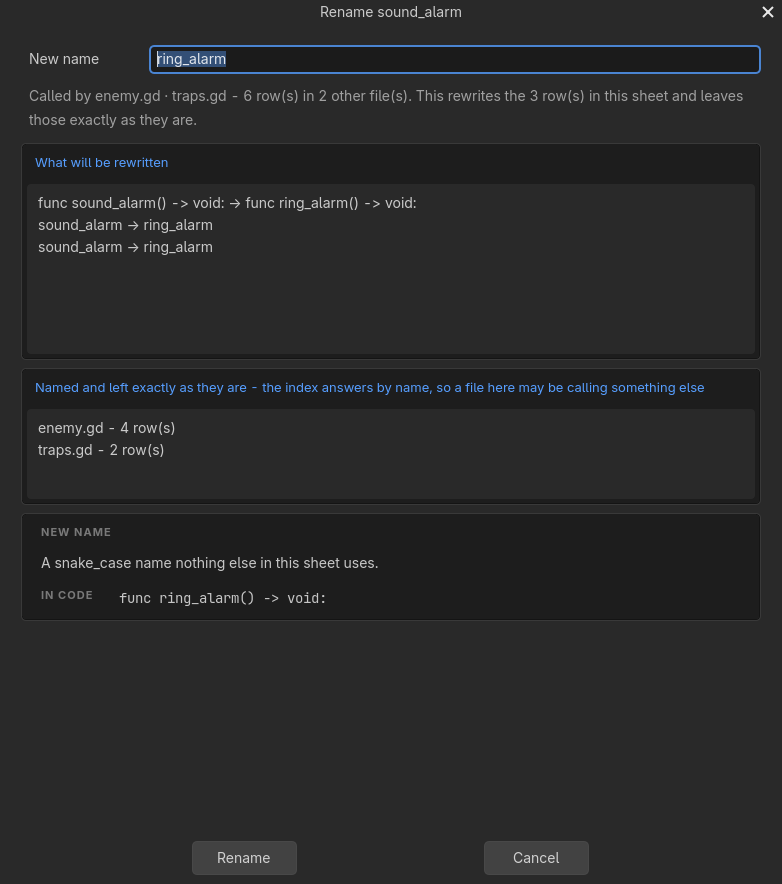 Rename sound_alarm
New name
ring_alarm
Called by enemy.gd · traps.gd - 6 row(s) in 2 other file(s). This rewrites the 3 row(s) in this sheet and leaves
those exactly as they are.
What will be rewritten
func sound_alarm() -> void: → func ring_alarm() -> void:
sound_alarm → ring_alarm
sound_alarm → ring_alarm
Named and left exactly as they are - the index answers by name, so a file here may be calling something else
enemy.gd - 4 row(s)
traps.gd - 2 row(s)
NEW NAME
A snake_case name nothing else in this sheet uses.
IN CODE func ring_alarm() -> void:
Rename Cancel